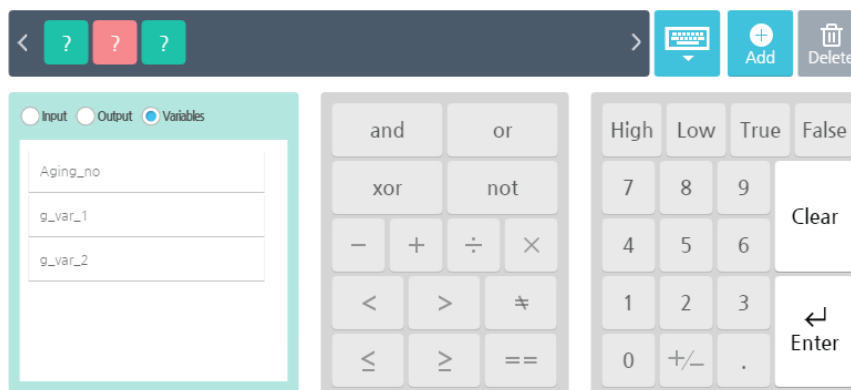 ? ? ?
Add
Delete
Input Output Variables
Aging_no
g_var_1
g_var_2
and or
xor not
− + ÷ ×
< > ≠
≤ ≥ ==
High Low True False
7 8 9
Clear
4 5 6
1 2 3
Enter
0 +/− .